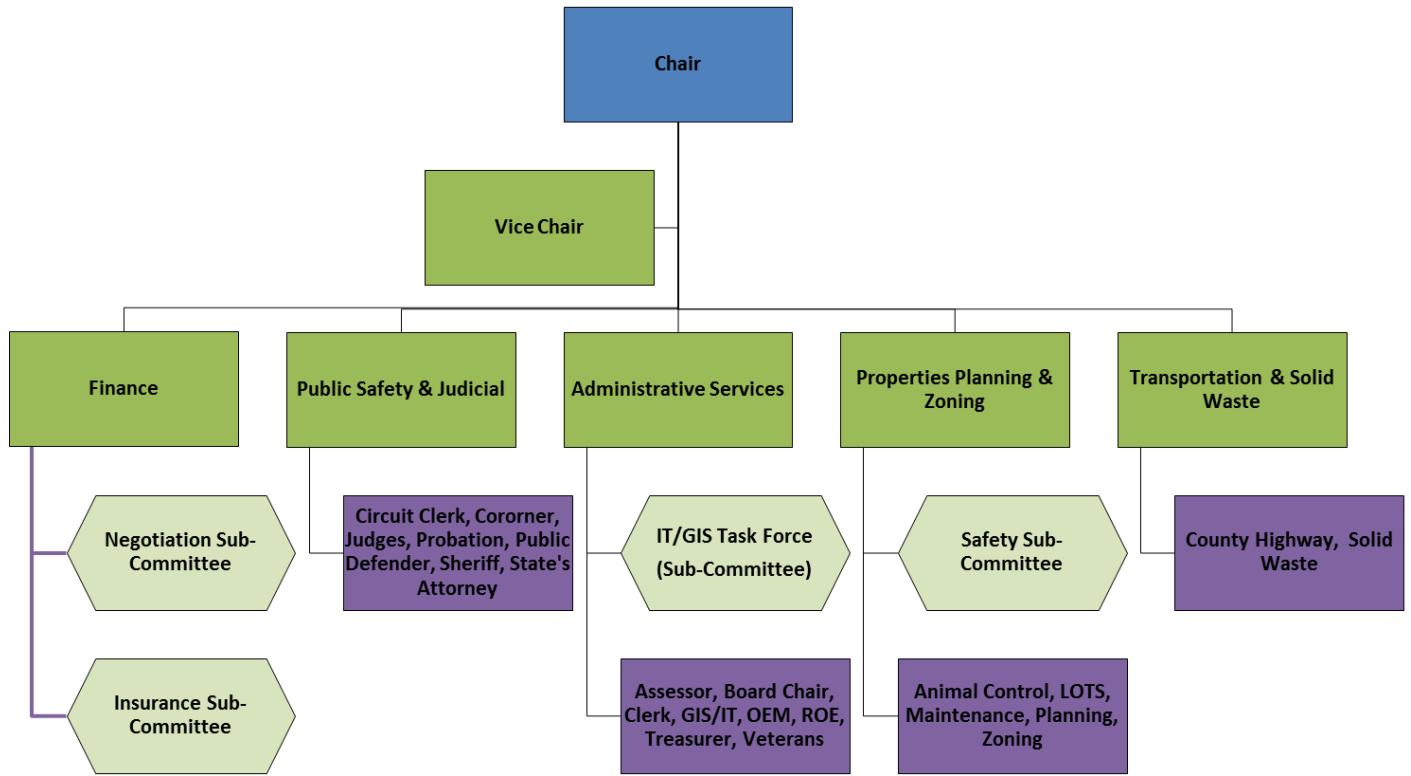 Chair
Vice Chair
Finance
Public Safety & Judicial
Administrative Services
Properties Planning &
Zoning
Transportation & Solid
Waste
Negotiation Sub-
Committee
Circuit Clerk, Cororner,
Judges, Probation, Public
Defender, Sheriff, State's
Attorney
IT/GIS Task Force
(Sub-Committee)
Safety Sub-
Committee
County Highway, Solid
Waste
Insurance Sub-
Committee
Assessor, Board Chair,
Clerk, GIS/IT, OEM, ROE,
Treasurer, Veterans
Animal Control, LOTS,
Maintenance, Planning,
Zoning